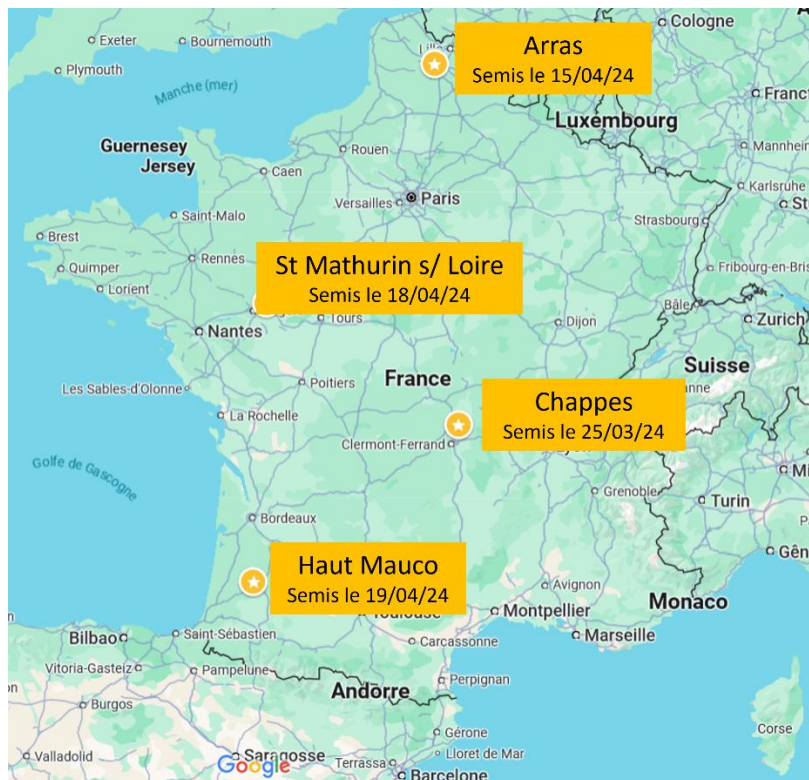 Cologne
Exeter
Bournemouth
Plymouth
Lille
Arras
Semis le 15/04/24
Manche (mer)
Luxembourg
Guernesey
Jersey
Rouen
Caen
Mannheim
Karlsruhe
Versailles
Paris
Saint-Malo
Strasbourg
Brest
Rennes
Quimper
Lorient
St Mathurin s/ Loire
Semis le 18/04/24
Fribourg-en-Bris
Bâle
Nantes
Tours
Dijon
Zurich
Suisse
Les Sables-d'Olonne
Poitiers
France
Chappes
Semis le 25/03/24
La Rochelle
Clermont-Ferrand
Golfe de Gascogne
Grenoble
Turin
Bordeaux
Gên
Haut Mauco
Semis le 19/04/24
Avignon
Monaco
Toulouse
Montpellier
Marseille
Bilbao
Saint-Sébastien
Carcassonne
Vitoria-Gasteiz
Pampelune
Perpignan
Andorre
Burgos
Corse
Gérone
Valladolid
Saragosse
Google
Terrassa
Lloret de Mar
Barcelone